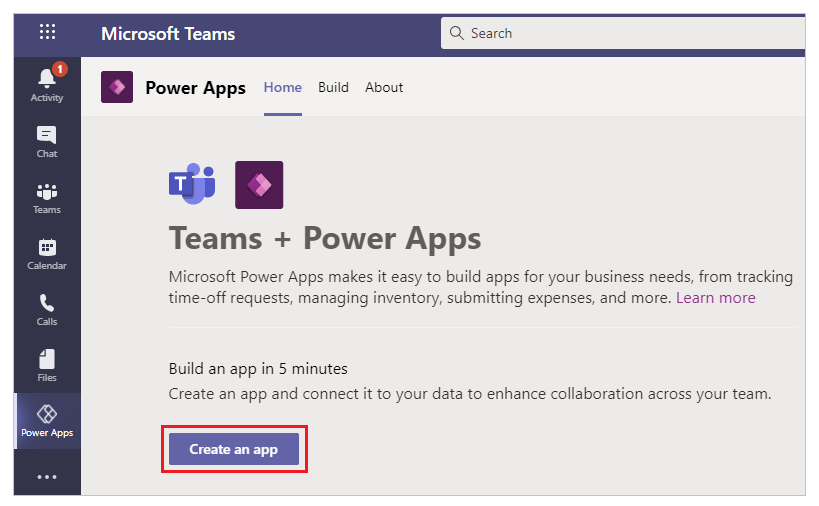 Microsoft Teams
Search
1
Activity
Chat
Teams
Calendar
Calls
Files
Power Apps
Power Apps
Home
Build
About
T
Teams + Power Apps
Microsoft Power Apps makes it easy to build apps for your business needs, from tracking
time-off requests, managing inventory, submitting expenses, and more. Learn more
Build an app in 5 minutes
Create an app and connect it to your data to enhance collaboration across your team.
Create an app